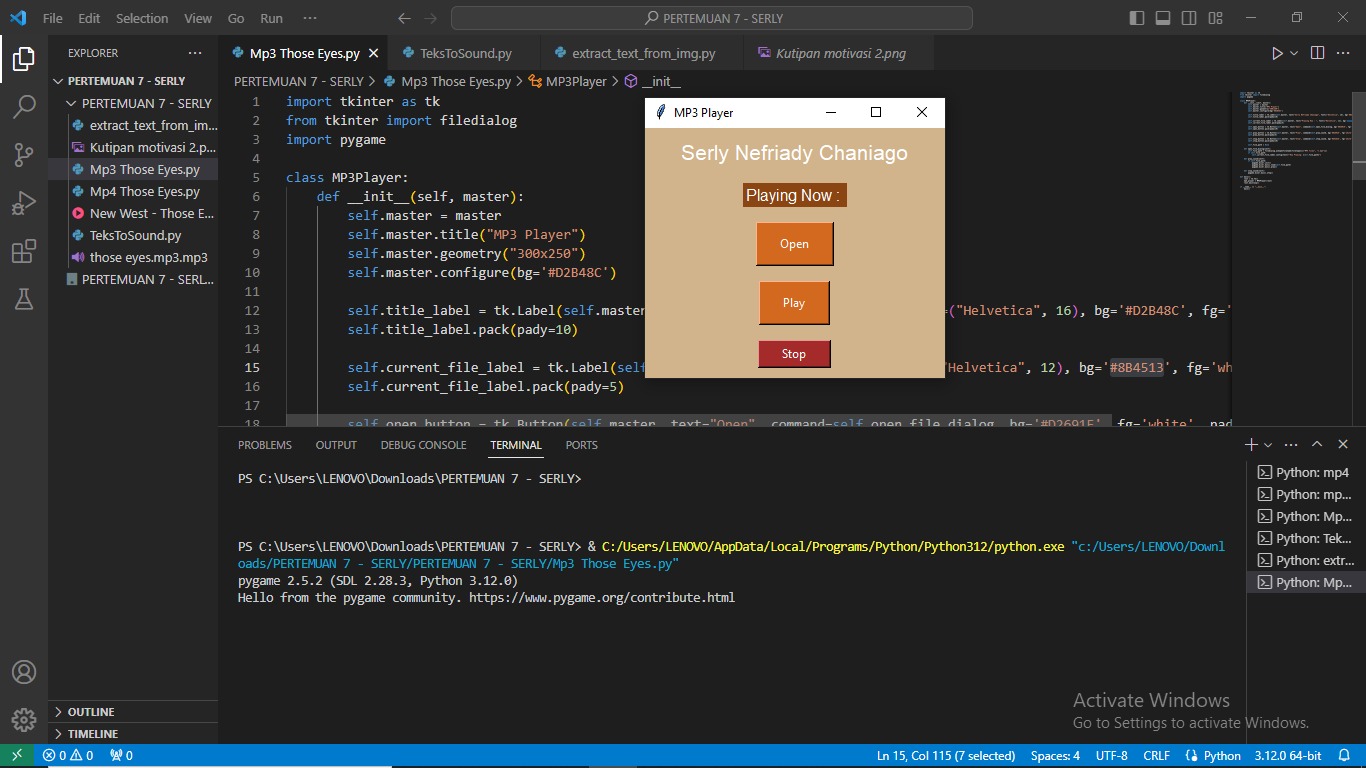 File Edit Selection View Go Run ··· PERTEMUAN 7 - SERLY
EXPLORER ···
Mp3 Those Eyes.py TeksToSound.py extract_text_from_img.py Kutipan motivasi 2.png
PERTEMUAN 7 - SERLY
PERTEMUAN 7 - SERLY
extract_text_from_im...
Kutipan motivasi 2.p...
Mp3 Those Eyes.py
Mp4 Those Eyes.py
New West - Those E...
TeksToSound.py
those eyes.mp3.mp3
PERTEMUAN 7 - SERL...
OUTLINE
TIMELINE
PERTEMUAN 7 - SERLY > Mp3 Those Eyes.py > MP3Player > __init__
1 import tkinter as tk
2 from tkinter import filedialog
3 import pygame
4
5 class MP3Player:
6 def __init__(self, master):
7 self.master = master
8 self.master.title("MP3 Player")
9 self.master.geometry("300x250")
10 self.master.configure(bg='#D2B48C')
11
12 self.title_label = tk.Label(self.master =("Helvetica", 16), bg='#D2B48C', fg='
13 self.title_label.pack(pady=10)
14
15 self.current_file_label = tk.Label(self Helvetica", 12), bg='#8B4513', fg='wh
16 self.current_file_label.pack(pady=5)
17
18 self.open_button = tk.Button(self.master, text="Open", command=self.open_file_dialog, bg='#D2691E', fg='white', pad
MP3 Player
Serly Nefriady Chaniago
Playing Now :
Open
Play
Stop
PROBLEMS OUTPUT DEBUG CONSOLE TERMINAL PORTS
PS C:\Users\LENOVO\Downloads\PERTEMUAN 7 - SERLY>
PS C:\Users\LENOVO\Downloads\PERTEMUAN 7 - SERLY> & C:/Users/LENOVO/AppData/Local/Programs/Python/Python312/python.exe "c:/Users/LENOVO/Downl
oads/PERTEMUAN 7 - SERLY/PERTEMUAN 7 - SERLY/Mp3 Those Eyes.py"
pygame 2.5.2 (SDL 2.28.3, Python 3.12.0)
Hello from the pygame community. https://www.pygame.org/contribute.html
Python: mp4
Python: mp...
Python: Mp...
Python: Tek...
Python: extr...
Python: Mp...
Activate Windows
Go to Settings to activate Windows.
0 0 0 Ln 15, Col 115 (7 selected) Spaces: 4 UTF-8 CRLF Python 3.12.0 64-bit